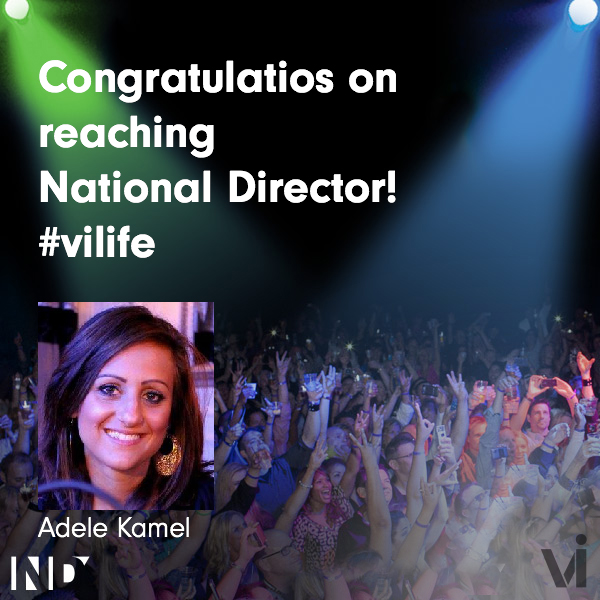 Congratulatios on
reaching
National Director!
#vilife
Adele Kamel
ND
vi